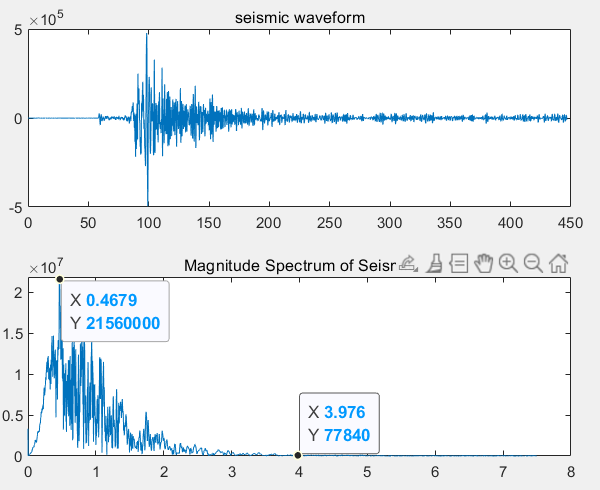 seismic waveform
×10⁵
5
0
-5
0 50 100 150 200 250 300 350 400 450
Magnitude Spectrum of Seisr
×10⁷
2
1.5
1
0.5
0
X 0.4679
Y 21560000
X 3.976
Y 77840
0 1 2 3 4 5 6 7 8